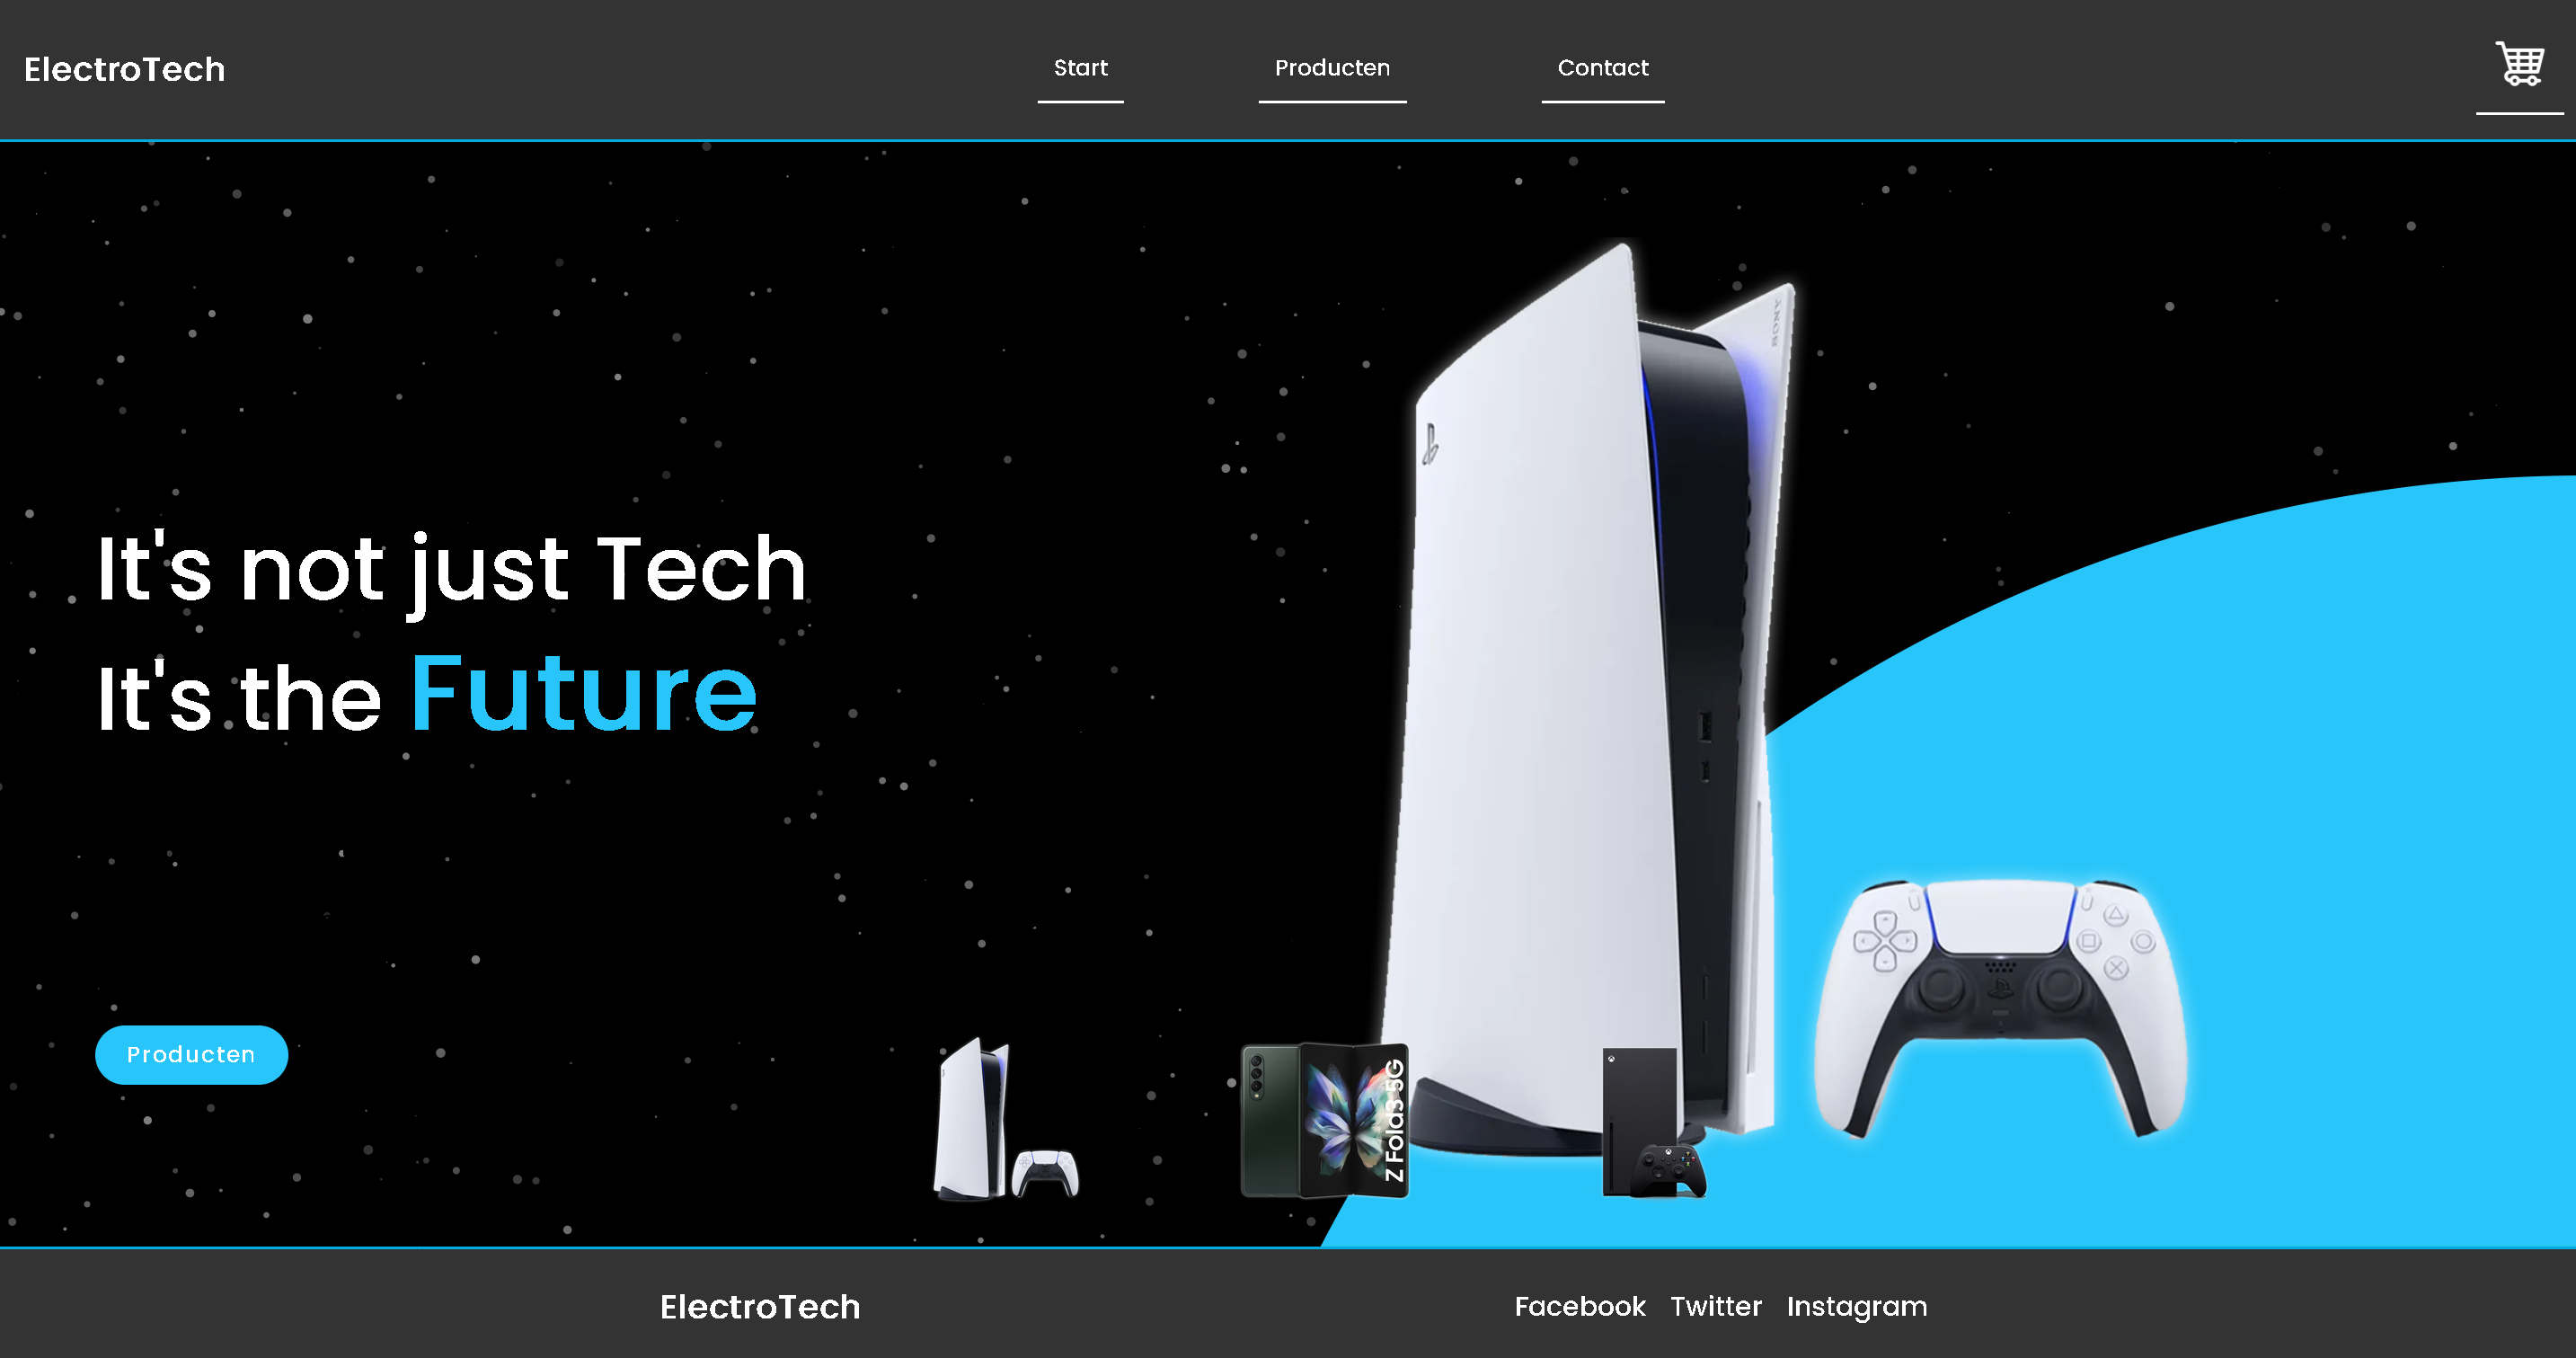 ElectroTech
Start
Producten
Contact
SONY
It's not just Tech
It's the Future
Producten
Z Fold3 5G
ElectroTech
Facebook
Twitter
Instagram